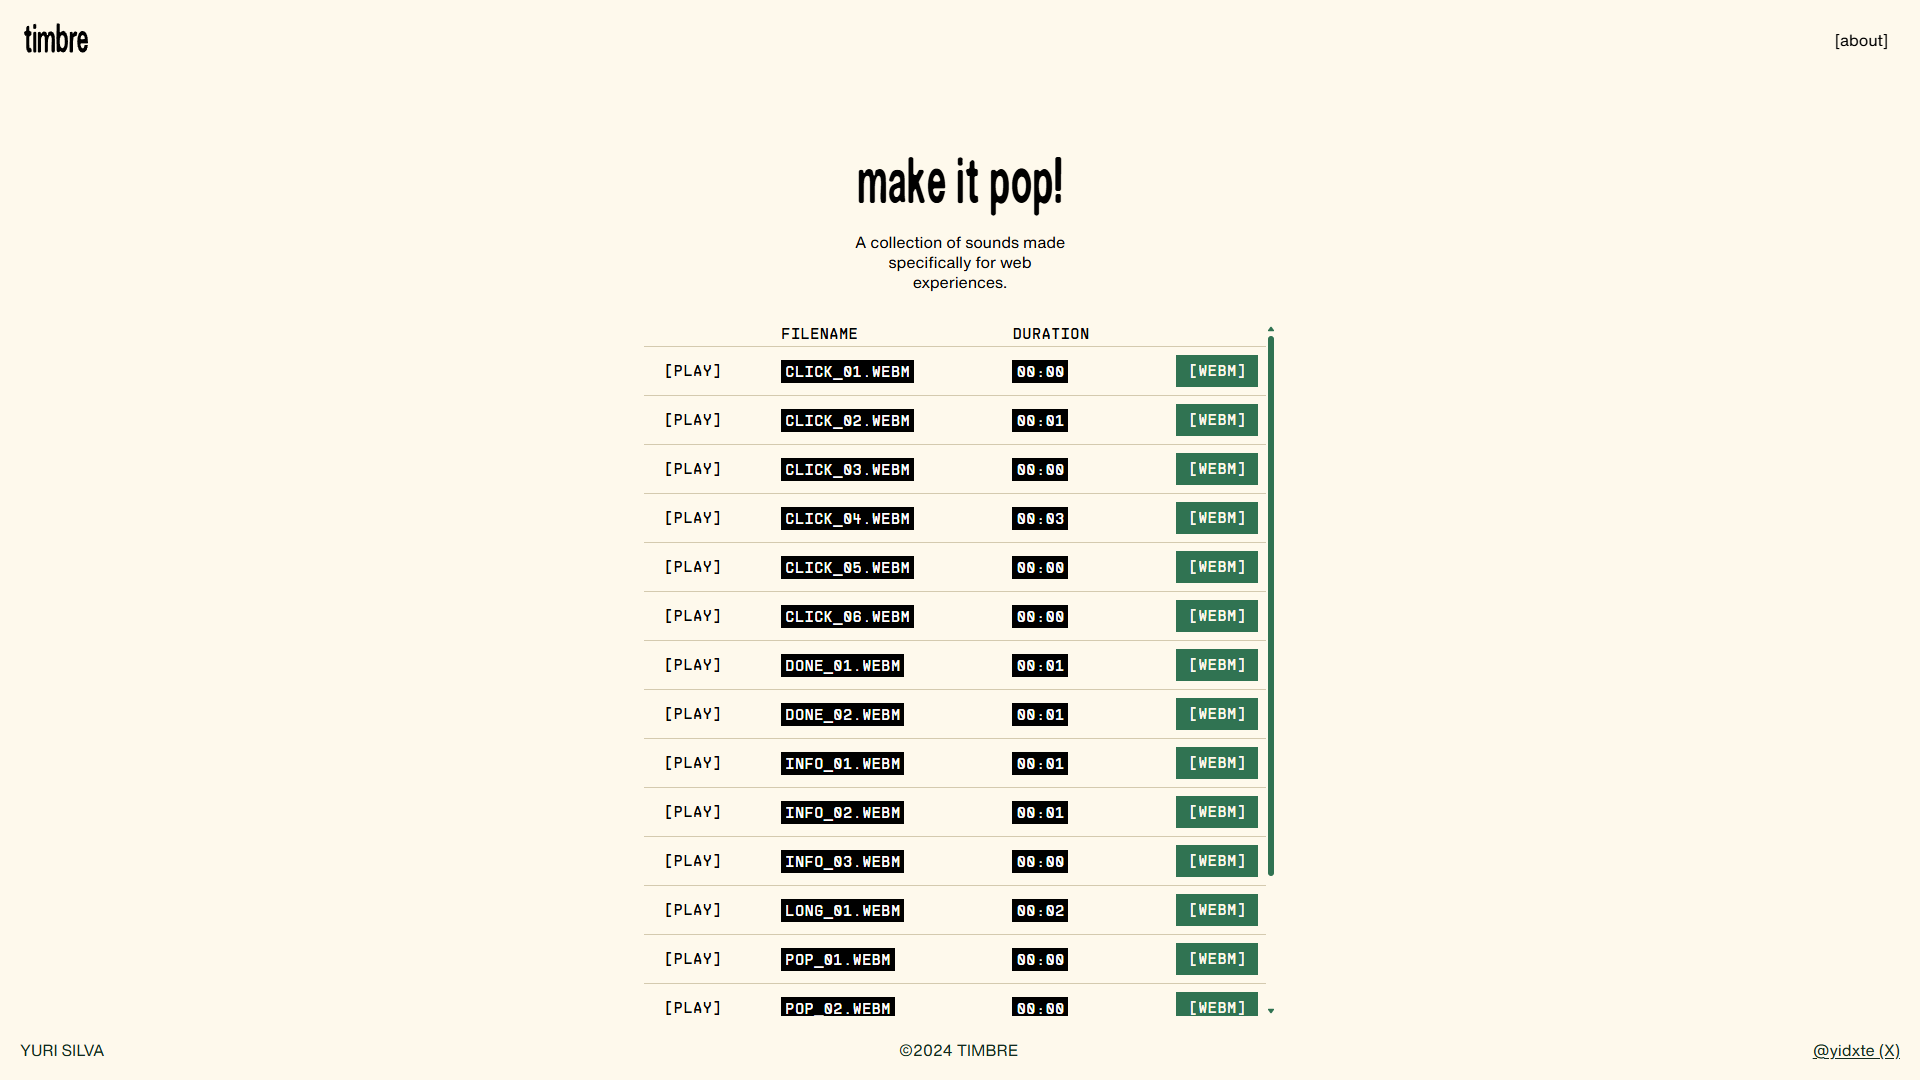 timbre
[about]
make it pop!
A collection of sounds made
specifically for web
experiences.
FILENAME DURATION
[PLAY] CLICK_01.WEBM 00:00 [WEBM]
[PLAY] CLICK_02.WEBM 00:01 [WEBM]
[PLAY] CLICK_03.WEBM 00:00 [WEBM]
[PLAY] CLICK_04.WEBM 00:03 [WEBM]
[PLAY] CLICK_05.WEBM 00:00 [WEBM]
[PLAY] CLICK_06.WEBM 00:00 [WEBM]
[PLAY] DONE_01.WEBM 00:01 [WEBM]
[PLAY] DONE_02.WEBM 00:01 [WEBM]
[PLAY] INFO_01.WEBM 00:01 [WEBM]
[PLAY] INFO_02.WEBM 00:01 [WEBM]
[PLAY] INFO_03.WEBM 00:00 [WEBM]
[PLAY] LONG_01.WEBM 00:02 [WEBM]
[PLAY] POP_01.WEBM 00:00 [WEBM]
[PLAY] POP_02.WEBM 00:00 [WEBM]
YURI SILVA
©2024 TIMBRE
@yidxte (X)